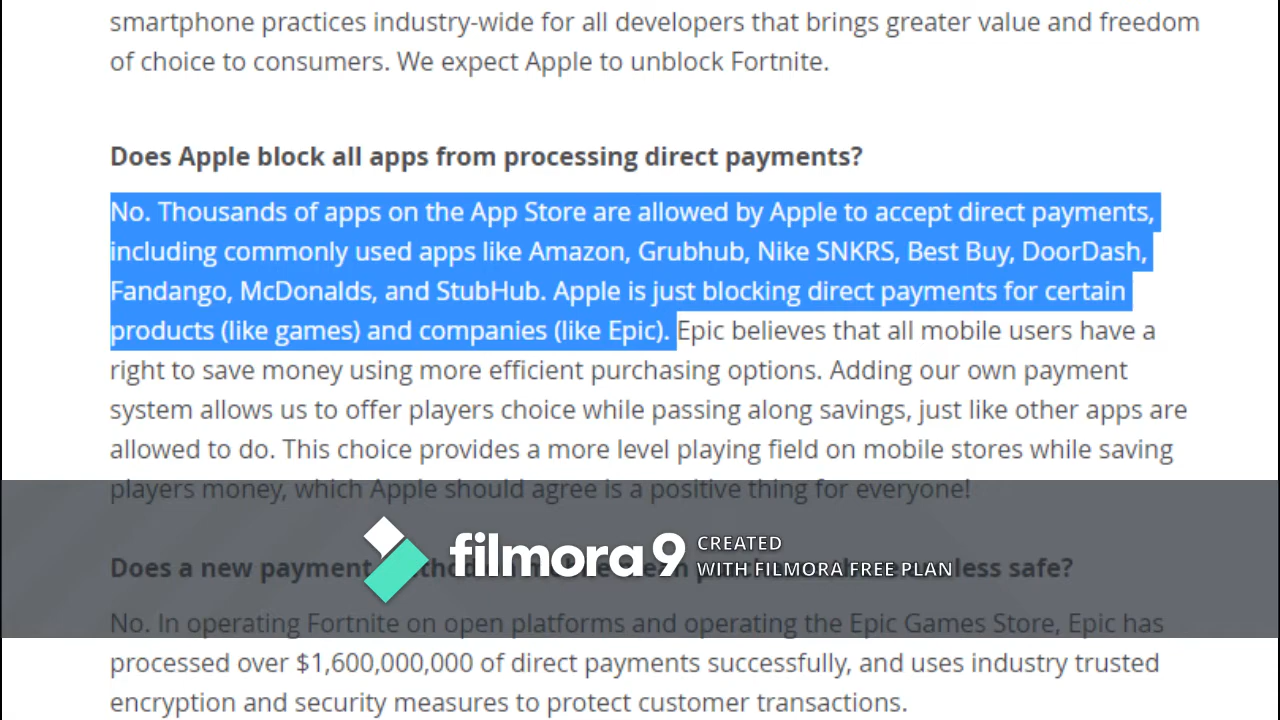 smartphone practices industry-wide for all developers that brings greater value and freedom
of choice to consumers. We expect Apple to unblock Fortnite.
Does Apple block all apps from processing direct payments?
No. Thousands of apps on the App Store are allowed by Apple to accept direct payments,
including commonly used apps like Amazon, Grubhub, Nike SNKRS, Best Buy, DoorDash,
Fandango, McDonalds, and StubHub. Apple is just blocking direct payments for certain
products (like games) and companies (like Epic). Epic believes that all mobile users have a
right to save money using more efficient purchasing options. Adding our own payment
system allows us to offer players choice while passing along savings, just like other apps are
allowed to do. This choice provides a more level playing field on mobile stores while saving
players money, which Apple should agree is a positive thing for everyone!
filmora9 CREATED
WITH FILMORA FREE PLAN
Does a new payment less safe?
No. In operating Fortnite on open platforms and operating the Epic Games Store, Epic has
processed over $1,600,000,000 of direct payments successfully, and uses industry trusted
encryption and security measures to protect customer transactions.